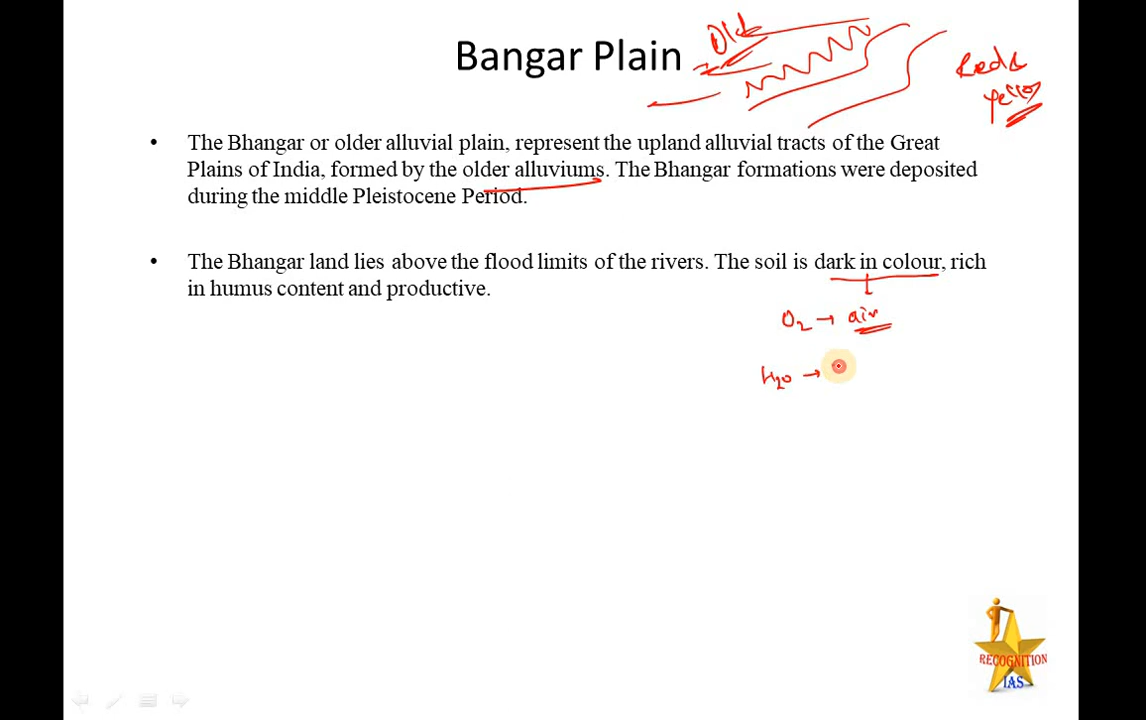 Bangar Plain
Old
Red &
yellow
• The Bhangar or older alluvial plain, represent the upland alluvial tracts of the Great
Plains of India, formed by the older alluviums. The Bhangar formations were deposited
during the middle Pleistocene Period.
• The Bhangar land lies above the flood limits of the rivers. The soil is dark in colour, rich
in humus content and productive.
O₂ → air
H₂O →
RECOGNITION
IAS